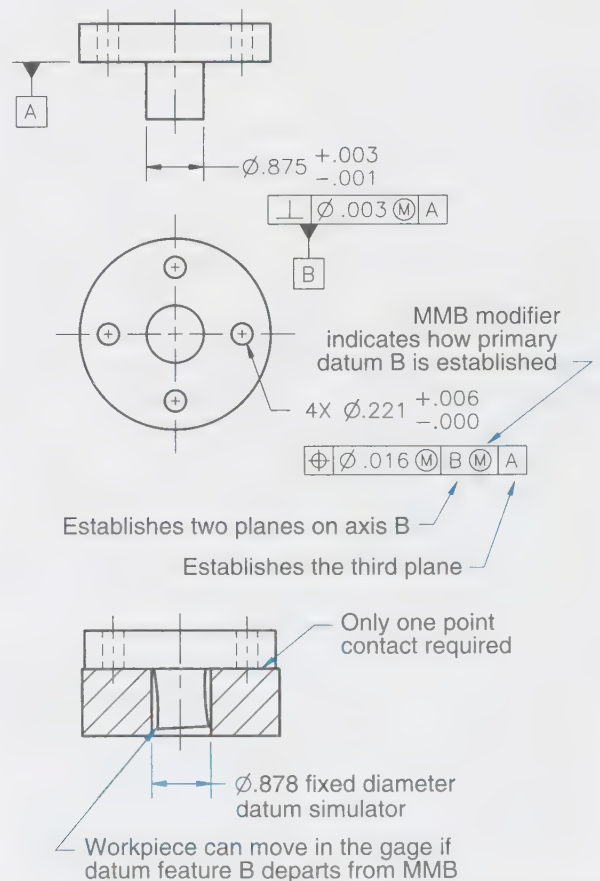 A
⌀.875 +.003
-.001
⊥ ⌀.003 Ⓜ A
B
MMB modifier
indicates how primary
datum B is established
4X ⌀.221 +.006
-.000
⌖ ⌀.016 Ⓜ B Ⓜ A
Establishes two planes on axis B
Establishes the third plane
Only one point
contact required
⌀.878 fixed diameter
datum simulator
Workpiece can move in the gage if
datum feature B departs from MMB